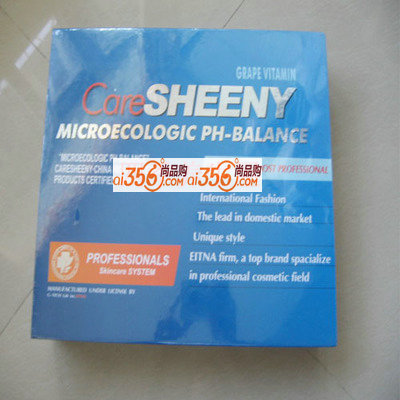 GRAPE VITAMIN
CareSHEENY
MICROECOLOGIC PH-BALANCE
"MICROECOLOGIC PH-BALANCE"
CARESHEENY-CHINA
PRODUCTS CERTIFIED
MOST PROFESSIONAL
ai356 尚品购 .com
ai356 尚品购 .com
International Fashion
The lead in domestic market
Unique style
EITNA firm, a top brand spacialize
in professional cosmetic field
PROFESSIONALS
Skincare SYSTEM
MANUFACTURED UNDER LICENSE BY